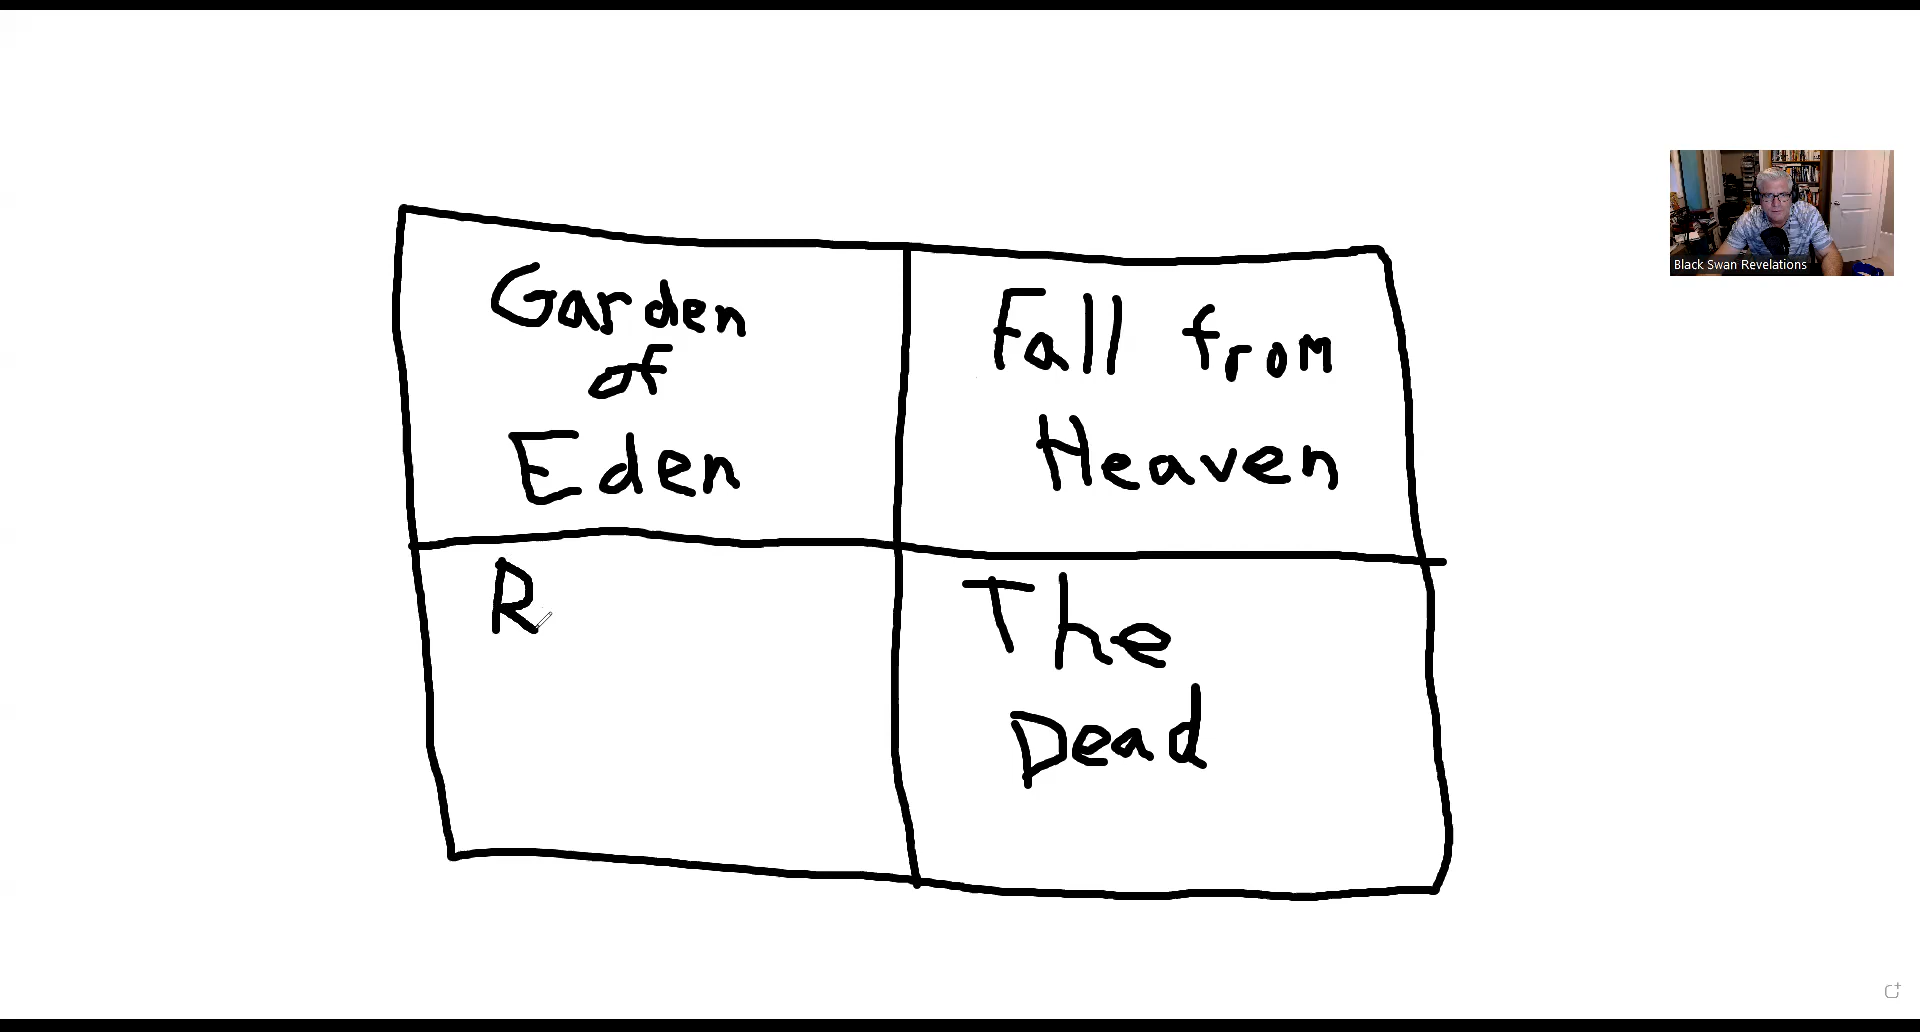 Garden
of
Eden
Fall from
Heaven
R
The
Dead
Black Swan Revelations